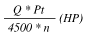 Q * Pt
4500 * n (HP)